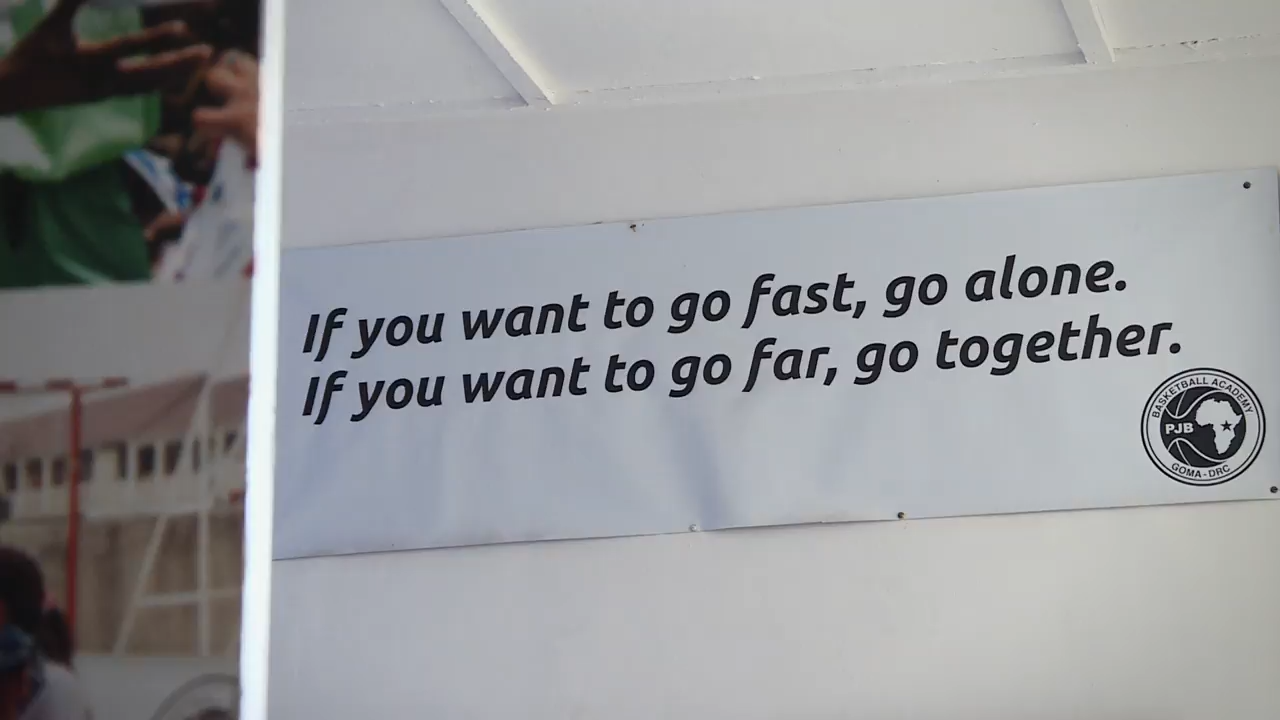 If you want to go fast, go alone.
If you want to go far, go together.
BASKETBALL ACADEMY
PJB
GOMA - DRC